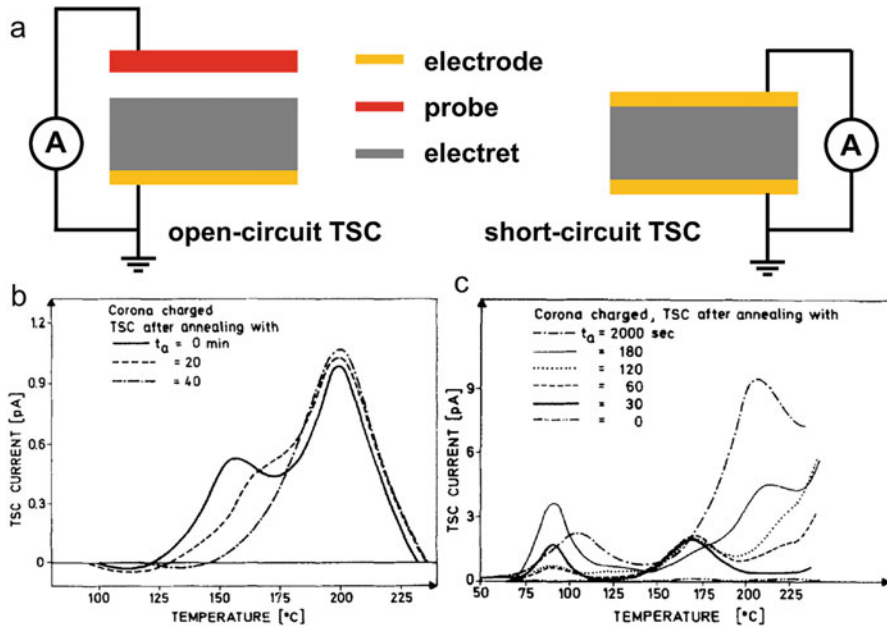 a
electrode
probe
electret
A
A
open-circuit TSC
short-circuit TSC
b
Corona charged
TSC after annealing with
tₐ = 0 min
= 20
= 40
TSC CURRENT [pA]
1.2
0.9
0.6
0.3
0
100
125
150
175
200
225
TEMPERATURE [°C]
c
Corona charged, TSC after annealing with
tₐ = 2000 sec
" = 180
" = 120
" = 60
" = 30
" = 0
TSC CURRENT [pA]
9
6
3
0
50
75
100
125
150
175
200
225
TEMPERATURE [°C]